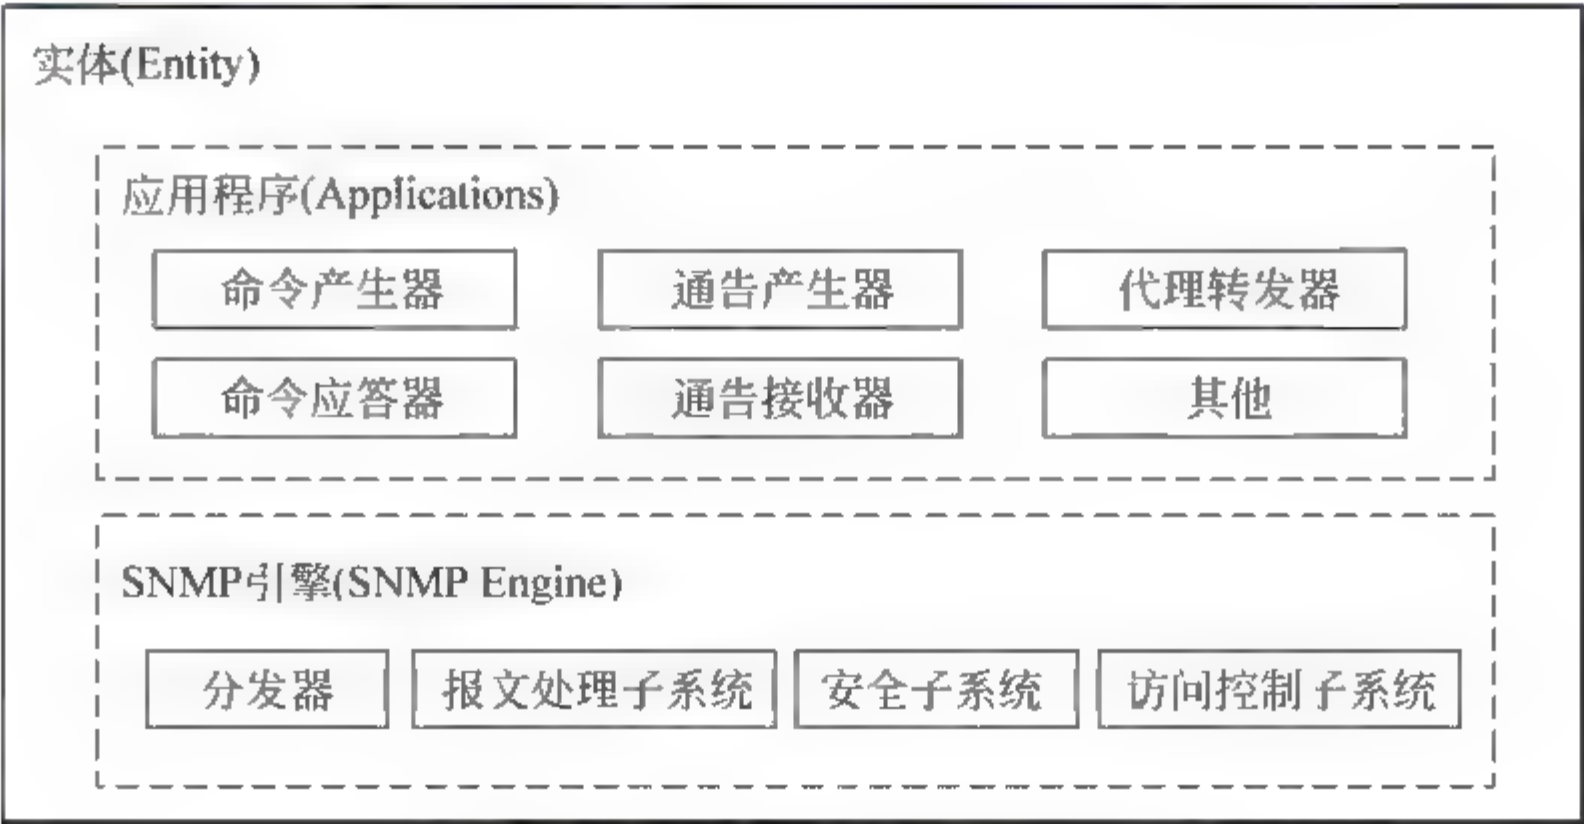 实体(Entity)
应用程序(Applications)
命令产生器
通告产生器
代理转发器
命令应答器
通告接收器
其他
SNMP引擎(SNMP Engine)
分发器
报文处理子系统
安全子系统
访问控制子系统